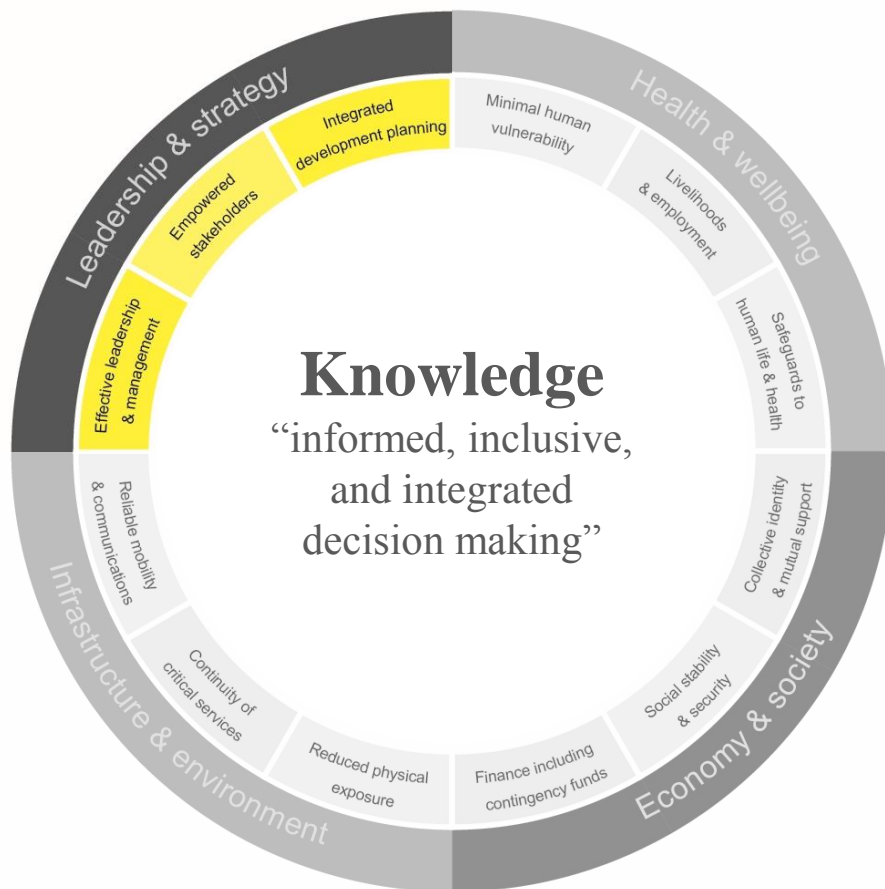 Leadership & strategy
Integrated
development planning
Empowered
stakeholders
Effective leadership
& management
Health & wellbeing
Minimal human
vulnerability
Livelihoods
& employment
Safeguards to
human life & health
Knowledge
“informed, inclusive,
and integrated
decision making”
Economy & society
Collective identity
& mutual support
Social stability
& security
Finance including
contingency funds
Infrastructure & environment
Reduced physical
exposure
Continuity of
critical services
Reliable mobility
& communications